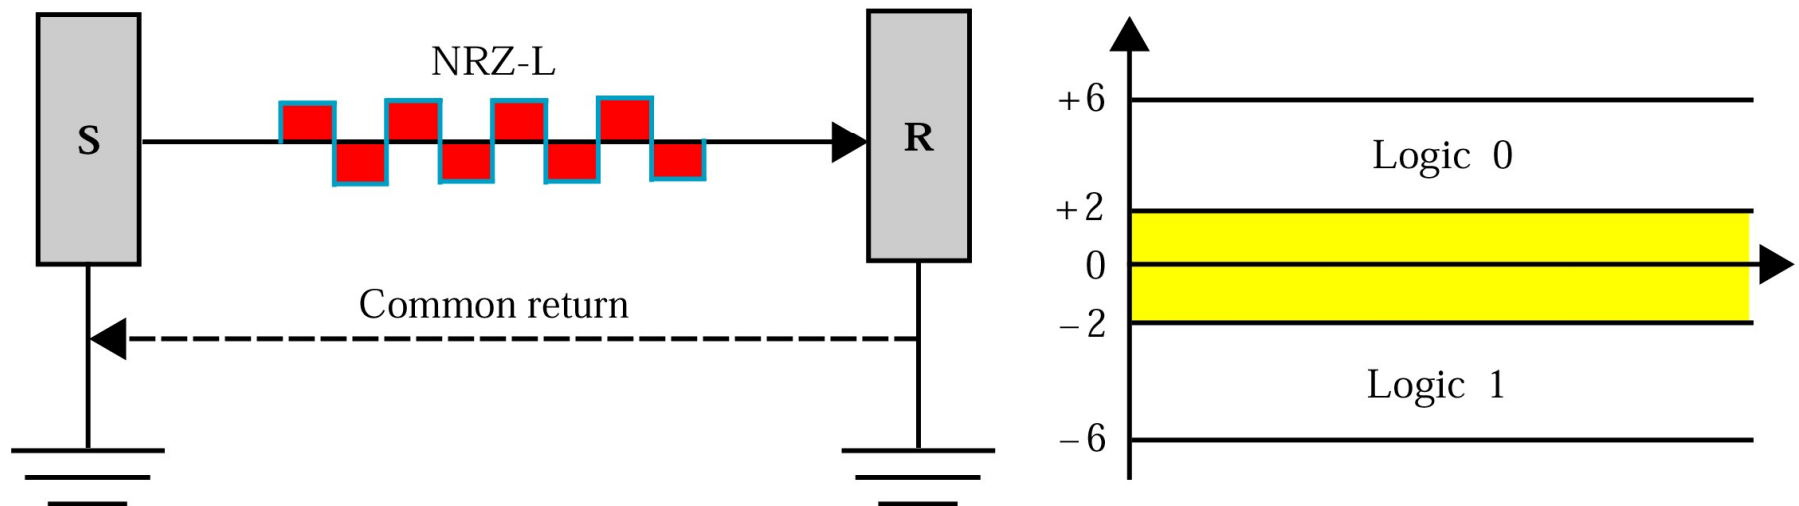 NRZ-L
S
R
Common return
+6
Logic 0
+2
0
−2
Logic 1
−6